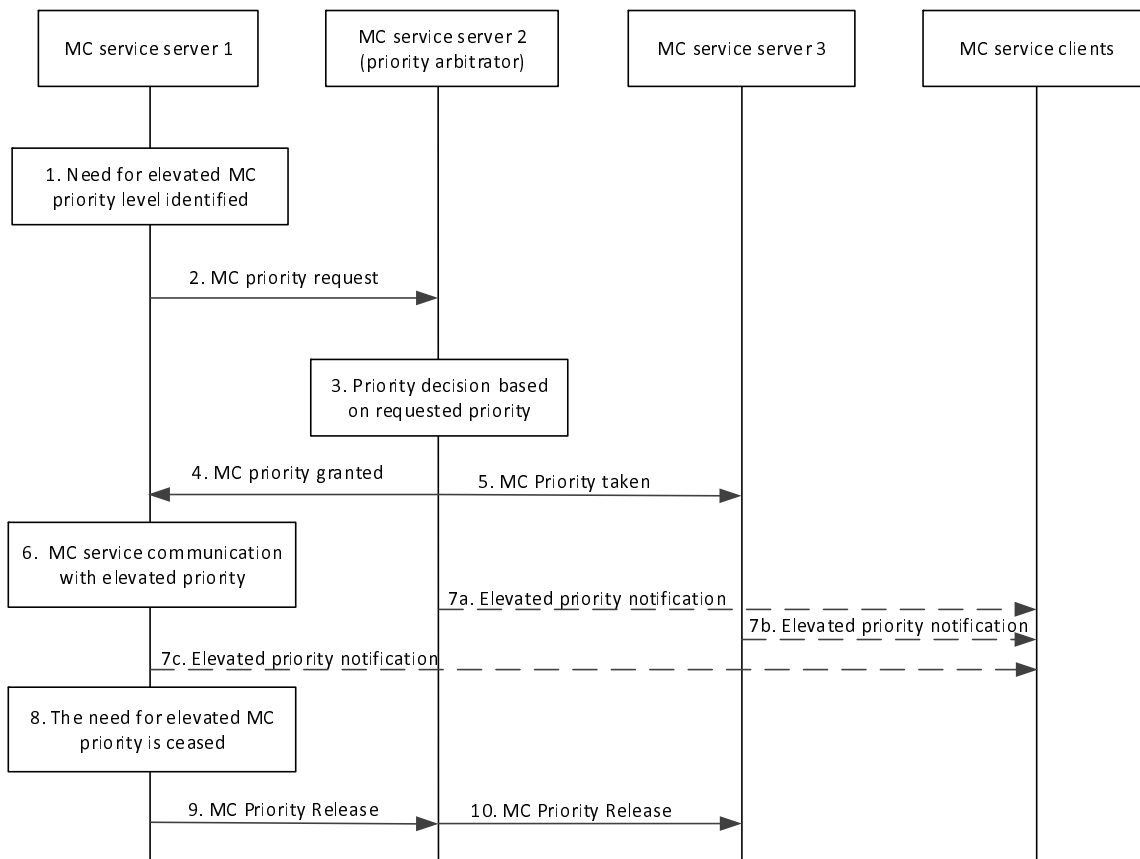 MC service server 1
MC service server 2
(priority arbitrator)
MC service server 3
MC service clients
1. Need for elevated MC
priority level identified
2. MC priority request
3. Priority decision based
on requested priority
4. MC priority granted
5. MC Priority taken
6. MC service communication
with elevated priority
7a. Elevated priority notification
7b. Elevated priority notification
7c. Elevated priority notification
8. The need for elevated MC
priority is ceased
9. MC Priority Release
10. MC Priority Release